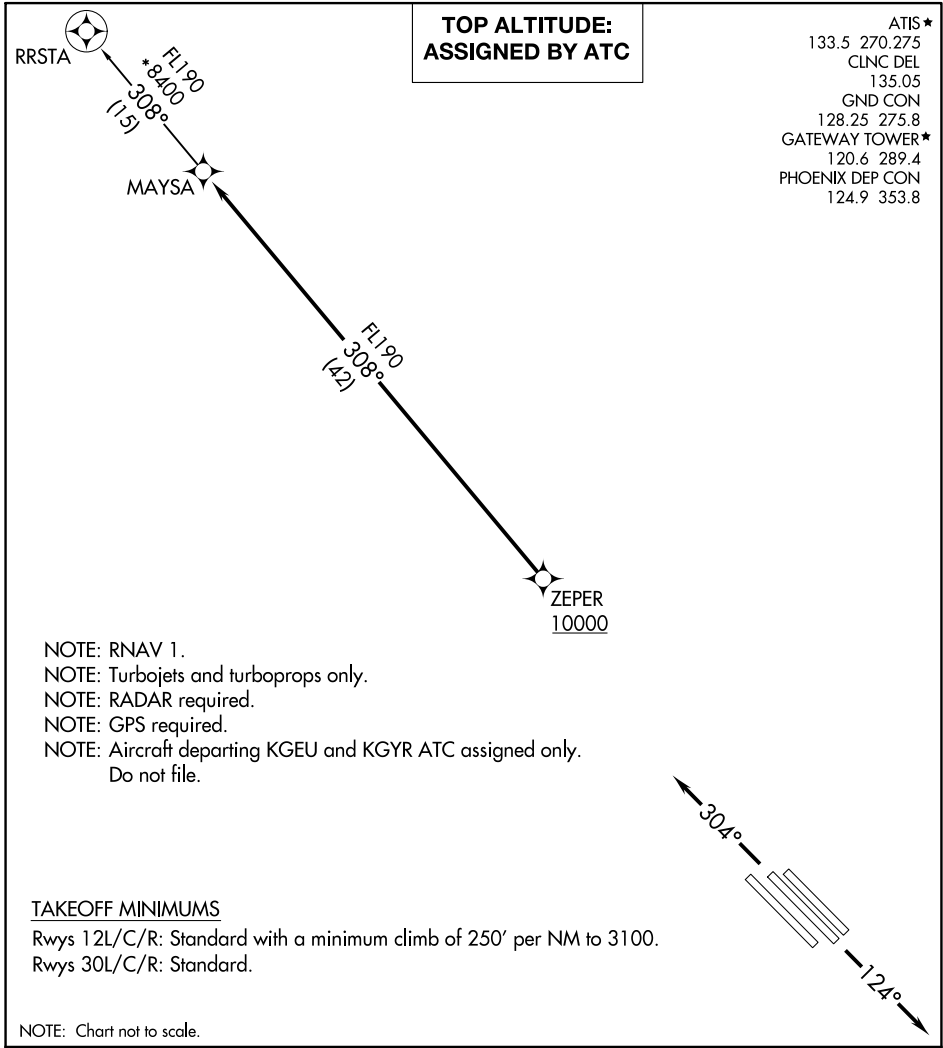 TOP ALTITUDE:
ASSIGNED BY ATC
ATIS★
133.5 270.275
CLNC DEL
135.05
GND CON
128.25 275.8
GATEWAY TOWER★
120.6 289.4
PHOENIX DEP CON
124.9 353.8
RRSTA
FL190
*8400
308°
(15)
MAYSA
FL190
308°
(42)
ZEPER
10000
NOTE: RNAV 1.
NOTE: Turbojets and turboprops only.
NOTE: RADAR required.
NOTE: GPS required.
NOTE: Aircraft departing KGEU and KGYR ATC assigned only.
Do not file.
304°
124°
TAKEOFF MINIMUMS
Rwys 12L/C/R: Standard with a minimum climb of 250' per NM to 3100.
Rwys 30L/C/R: Standard.
NOTE: Chart not to scale.